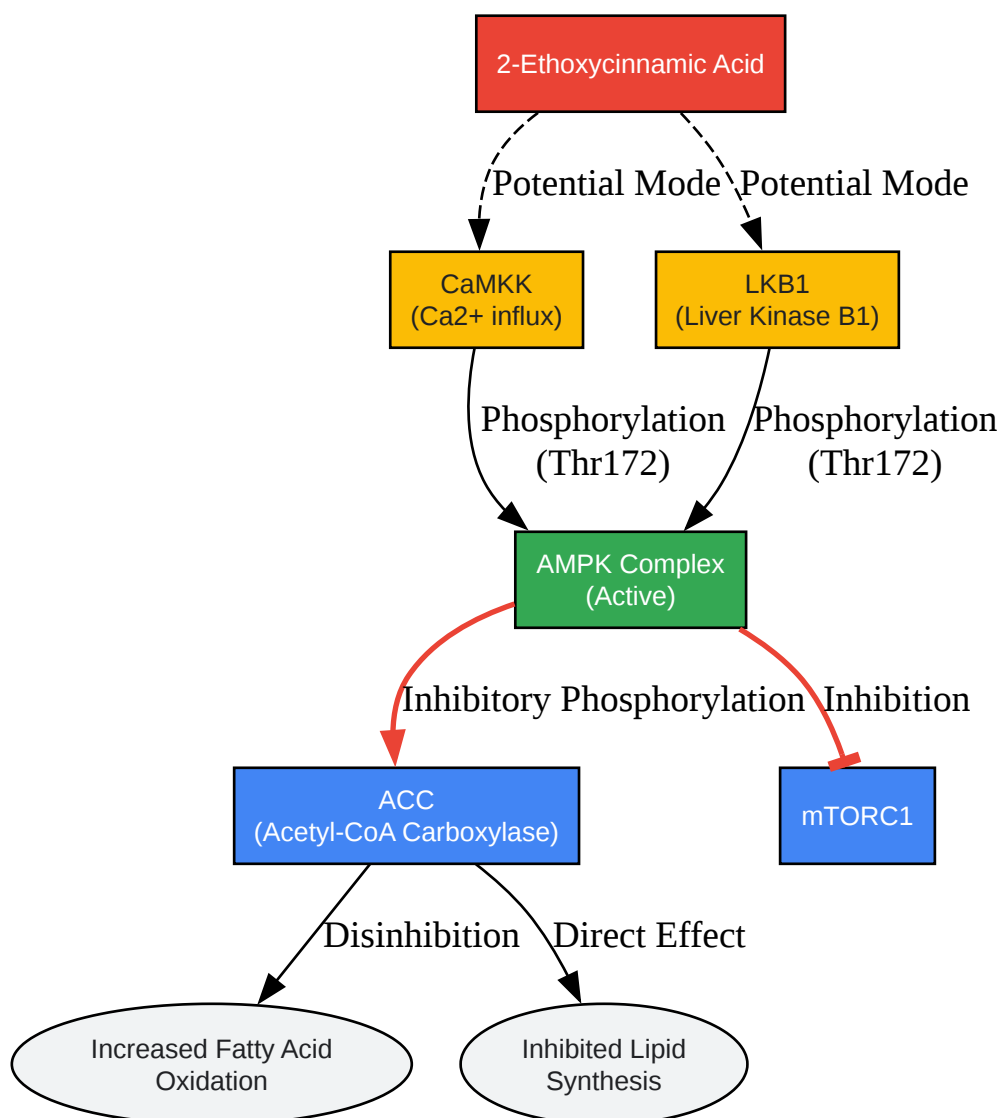 2-Ethoxycinnamic Acid
Potential Mode
Potential Mode
CaMKK
(Ca2+ influx)
LKB1
(Liver Kinase B1)
Phosphorylation
(Thr172)
Phosphorylation
(Thr172)
AMPK Complex
(Active)
Inhibitory Phosphorylation
Inhibition
ACC
(Acetyl-CoA Carboxylase)
mTORC1
Disinhibition
Direct Effect
Increased Fatty Acid
Oxidation
Inhibited Lipid
Synthesis